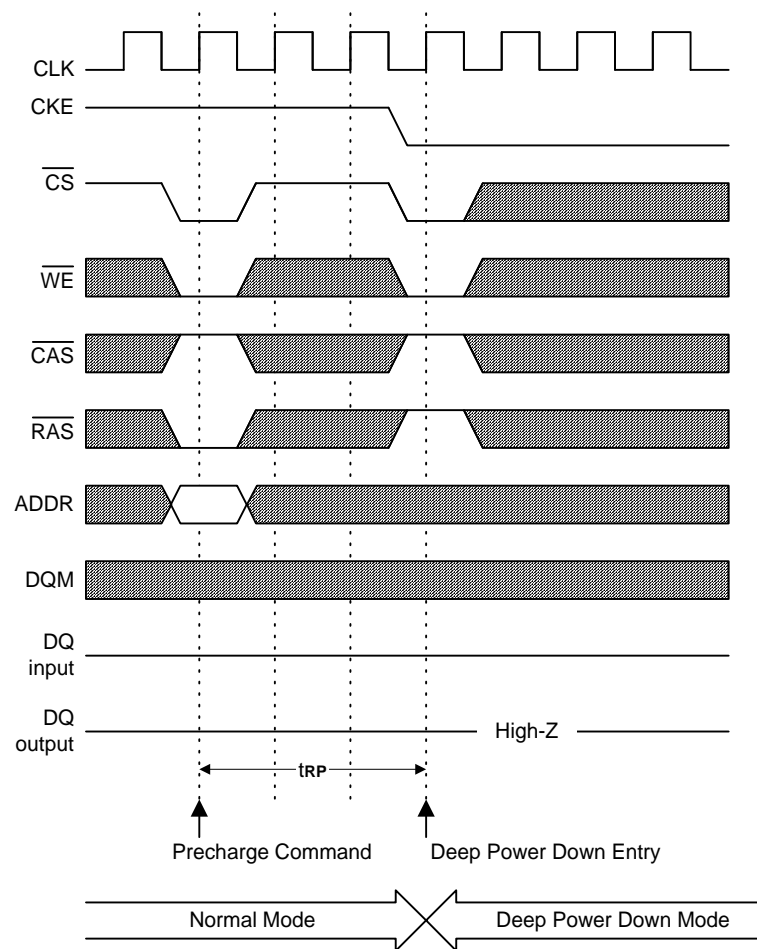 CLK
CKE
CS
WE
CAS
RAS
ADDR
DQM
DQ
input
DQ
output
High-Z
tRP
Precharge Command
Deep Power Down Entry
Normal Mode
Deep Power Down Mode